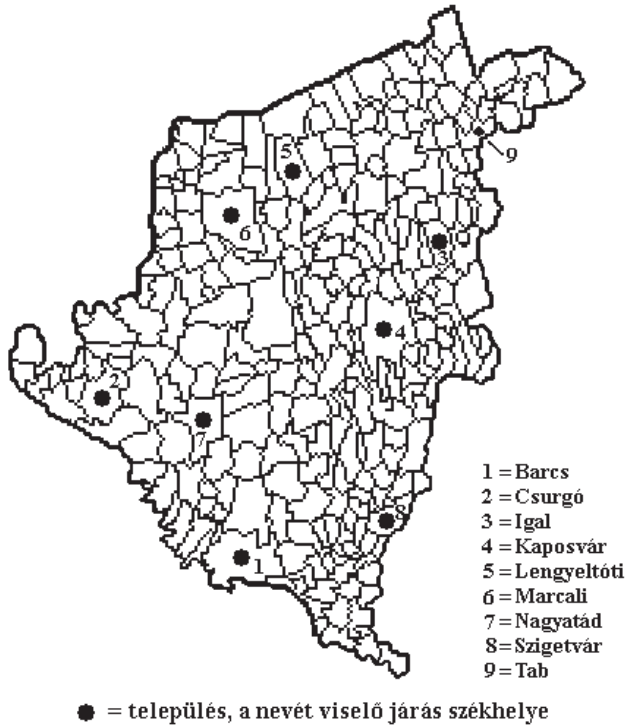 5
9
6
3
4
2
7
8
1
1 = Barcs
2 = Csurgó
3 = Igal
4 = Kaposvár
5 = Lengyeltóti
6 = Marcali
7 = Nagyatád
8 = Szigetvár
9 = Tab
= település, a nevét viselő járás székhelye